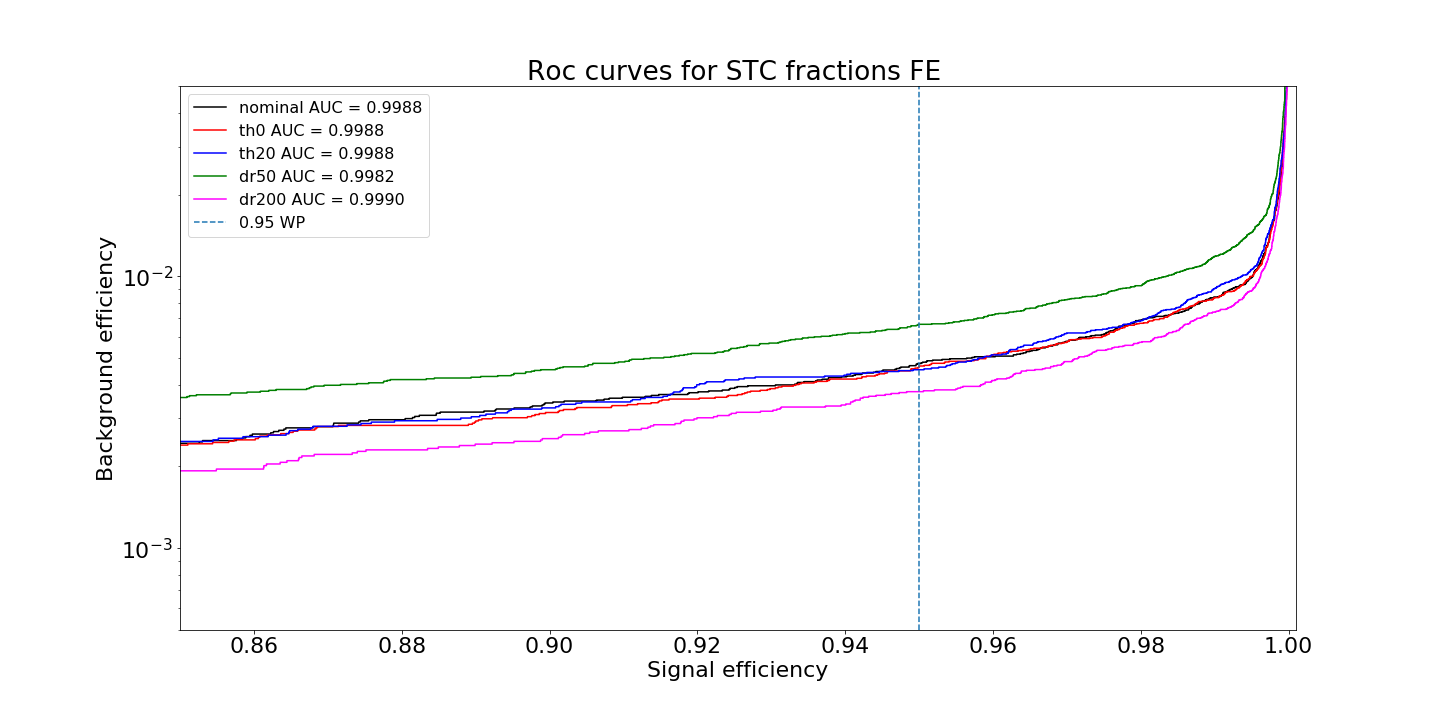 Roc curves for STC fractions FE
nominal AUC = 0.9988
th0 AUC = 0.9988
th20 AUC = 0.9988
dr50 AUC = 0.9982
dr200 AUC = 0.9990
0.95 WP
Background efficiency
10⁻²
10⁻³
0.86 0.88 0.90 0.92 0.94 0.96 0.98 1.00
Signal efficiency